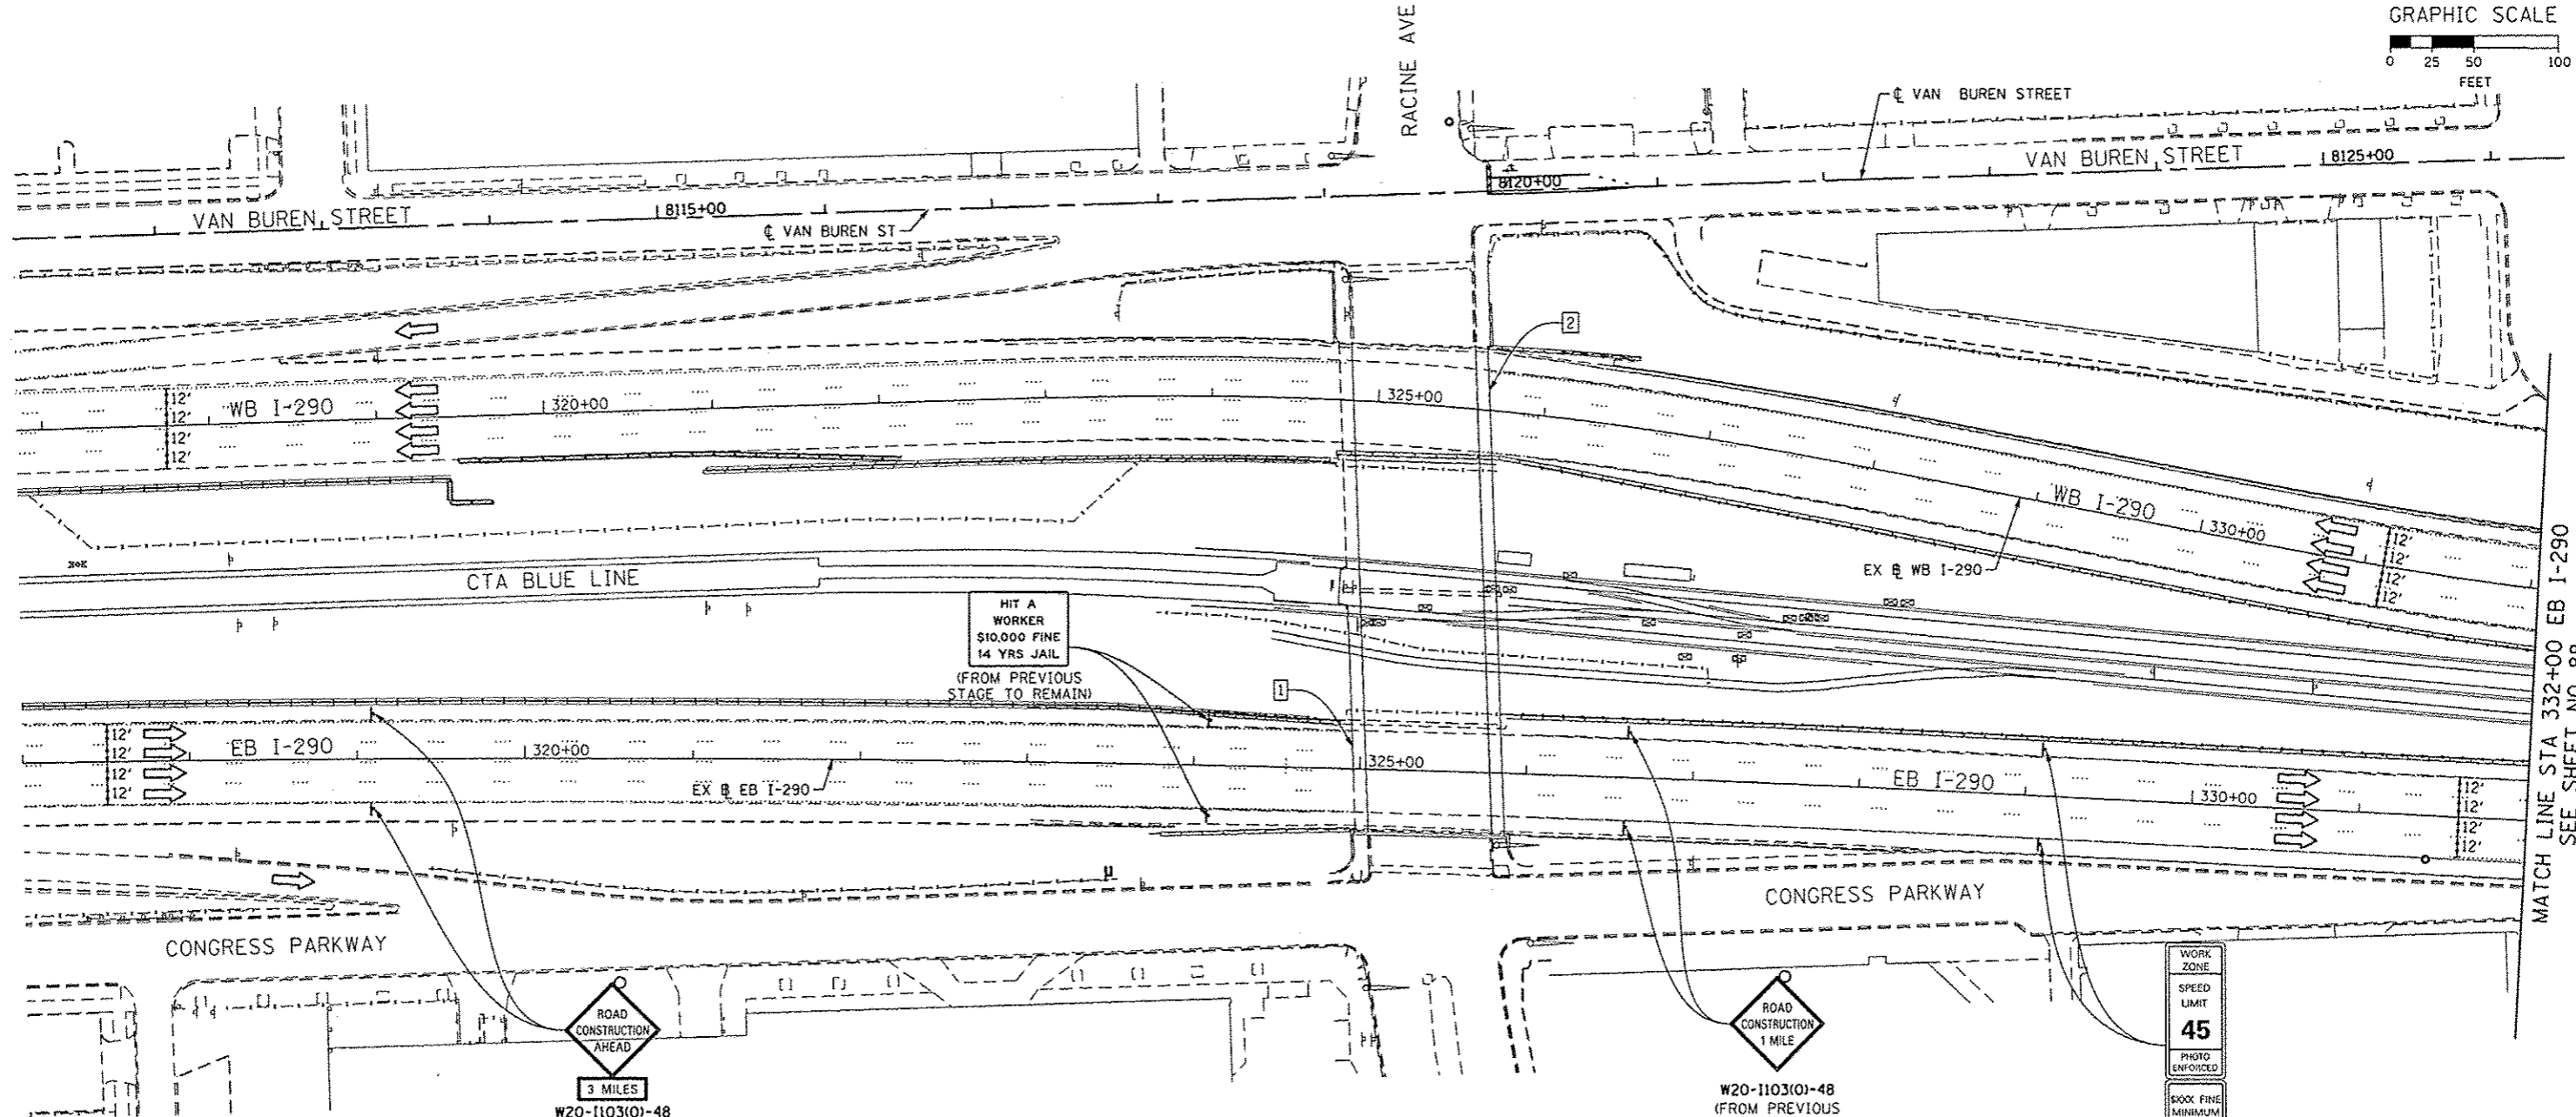 GRAPHIC SCALE
0 25 50 100
FEET
RACINE AVE
℄ VAN BUREN STREET
VAN BUREN STREET
8125+00
8120+00
VAN BUREN STREET
8115+00
℄ VAN BUREN ST
2
12'
12'
12'
12'
WB I-290
320+00
325+00
WB I-290
330+00
12'
12'
12'
12'
EX ℄ WB I-290
CTA BLUE LINE
HIT A
WORKER
$10,000 FINE
14 YRS JAIL
(FROM PREVIOUS
STAGE TO REMAIN)
1
12'
12'
12'
12'
EB I-290
320+00
EX ℄ EB I-290
325+00
EB I-290
330+00
12'
12'
12'
12'
MATCH LINE STA 332+00 EB I-290
SEE SHEET NO
CONGRESS PARKWAY
CONGRESS PARKWAY
ROAD
CONSTRUCTION
AHEAD
3 MILES
W20-I103(O)-48
ROAD
CONSTRUCTION
1 MILE
W20-I103(O)-48
(FROM PREVIOUS
WORK
ZONE
SPEED
LIMIT
45
PHOTO
ENFORCED
$XXX FINE
MINIMUM